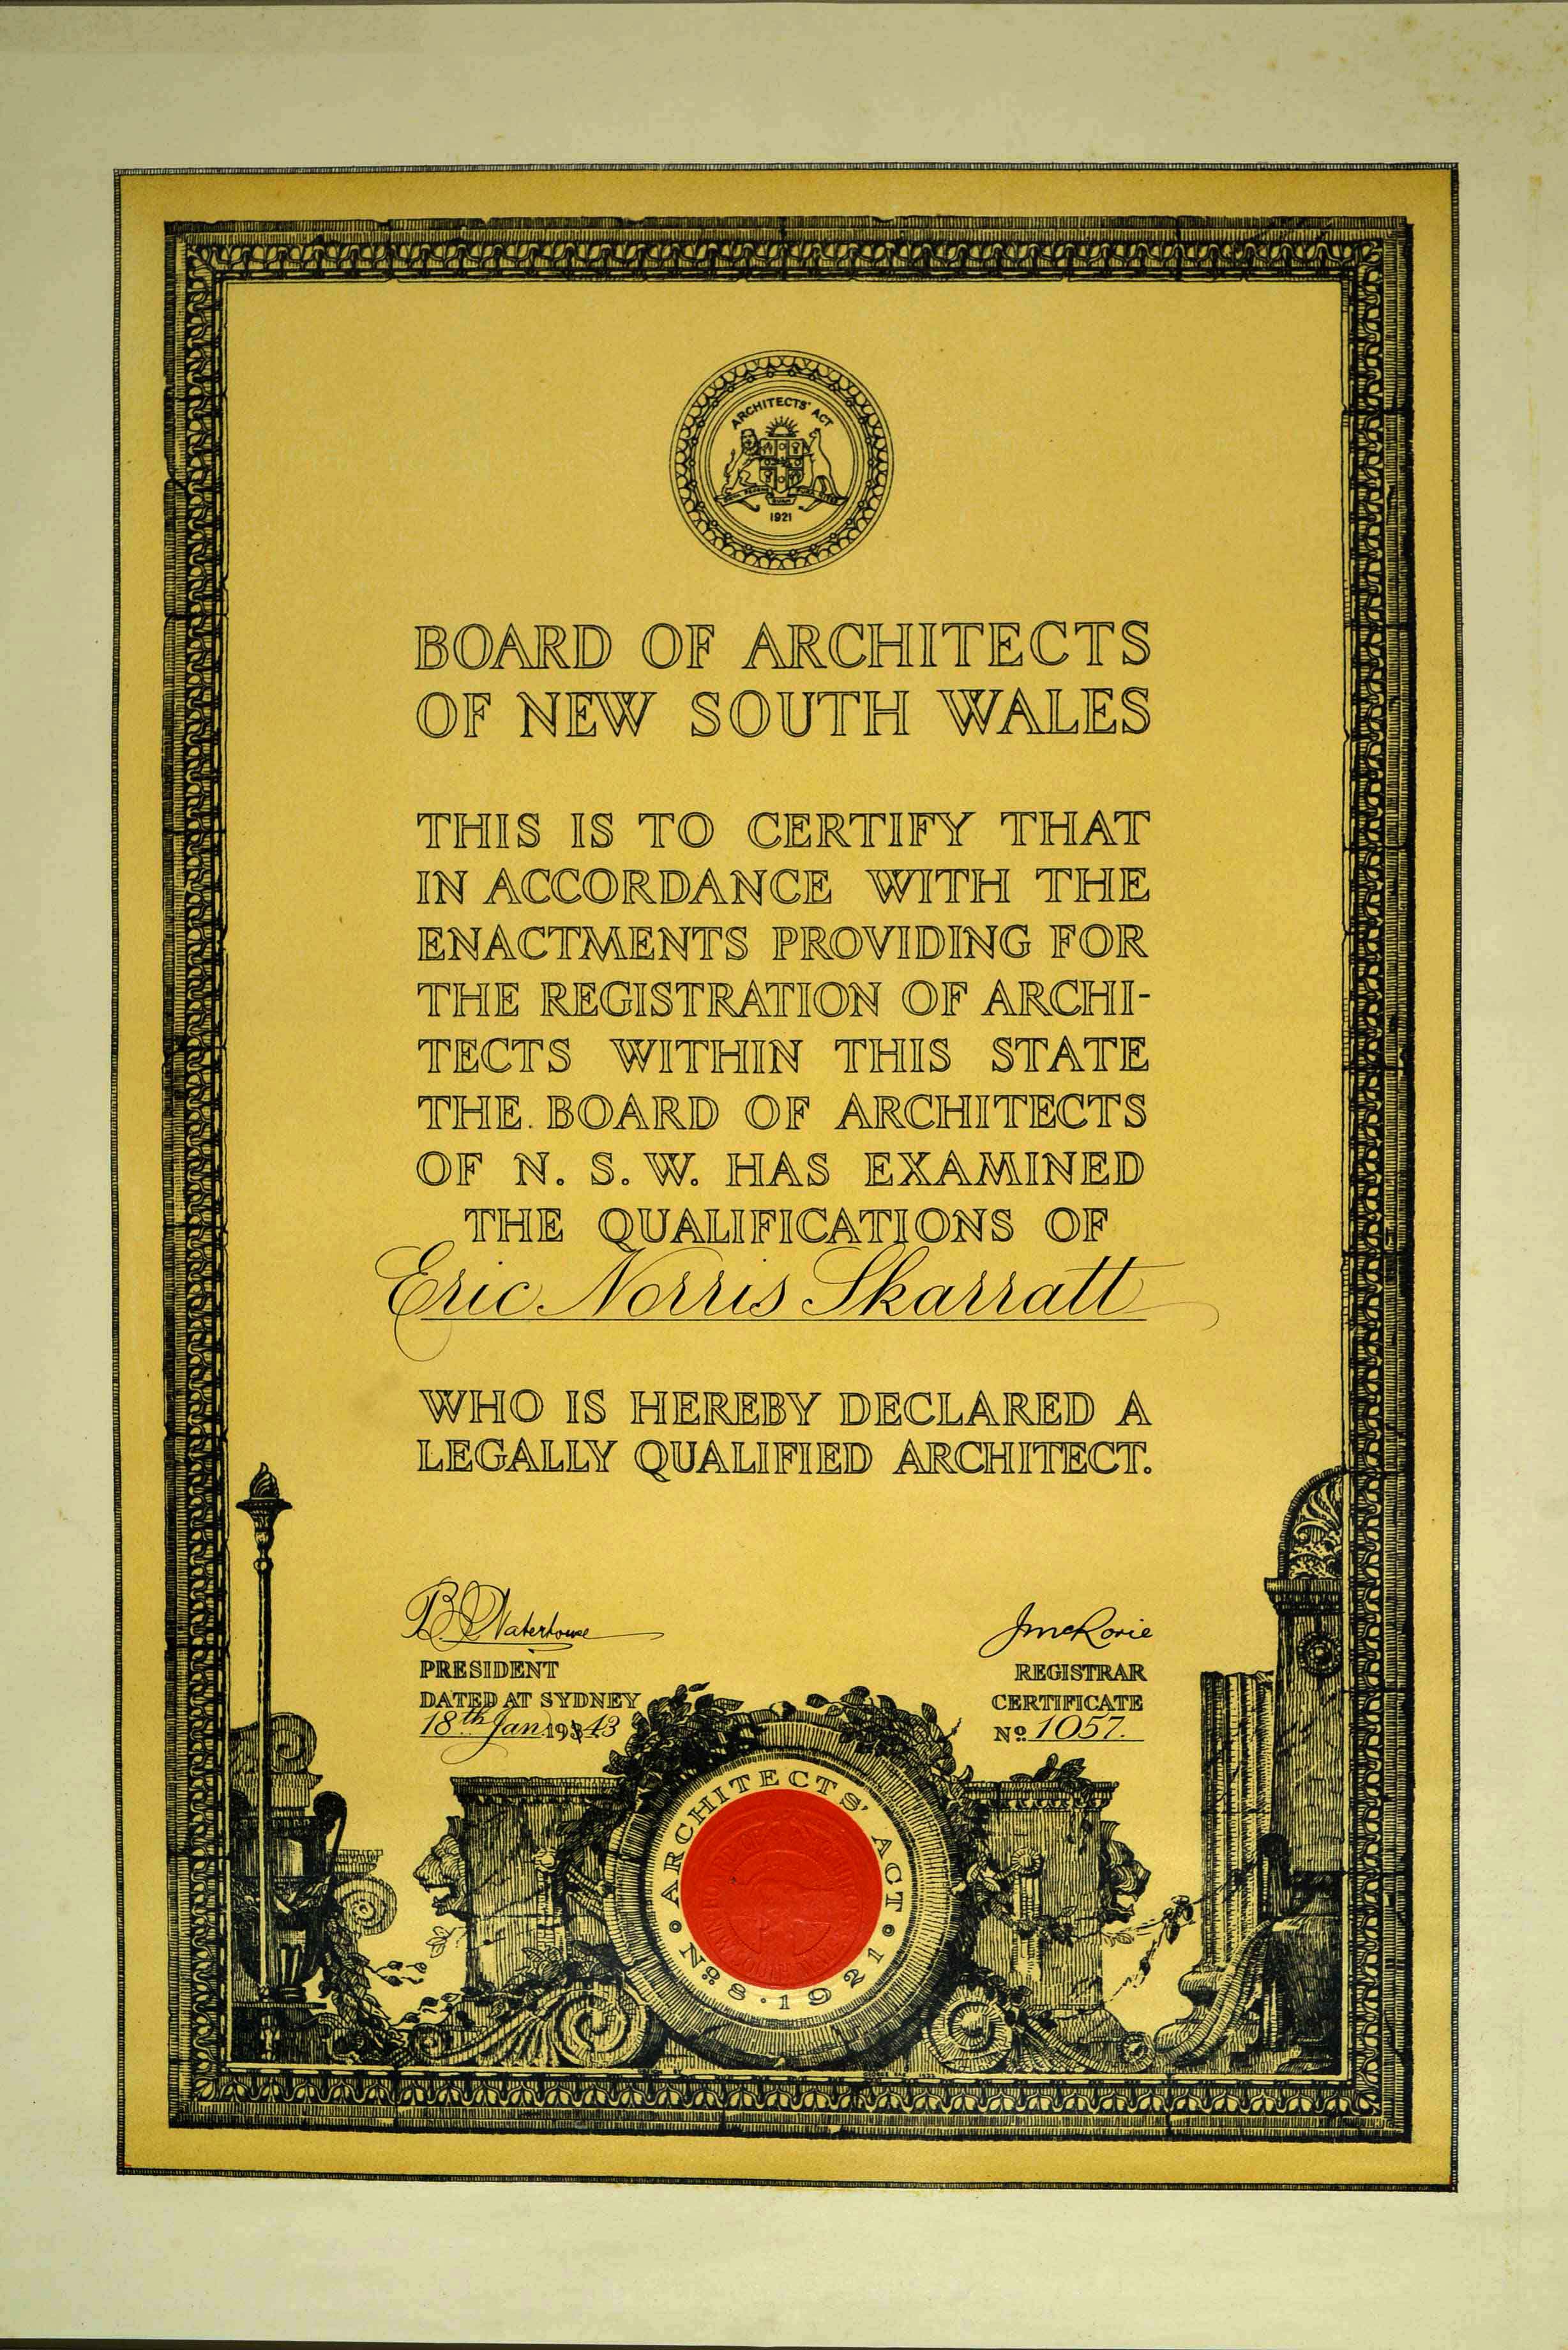 ARCHITECTS' ACT
1921
BOARD OF ARCHITECTS
OF NEW SOUTH WALES
THIS IS TO CERTIFY THAT
IN ACCORDANCE WITH THE
ENACTMENTS PROVIDING FOR
THE REGISTRATION OF ARCHI-
TECTS WITHIN THIS STATE
THE BOARD OF ARCHITECTS
OF N. S. W. HAS EXAMINED
THE QUALIFICATIONS OF
Eric Norris Skarratt
WHO IS HEREBY DECLARED A
LEGALLY QUALIFIED ARCHITECT.
B Waterhouse
PRESIDENT
DATED AT SYDNEY
18th Jan 1943
J McRorie
REGISTRAR
CERTIFICATE
No 1057.
ARCHITECTS' ACT
No 8 · 1921